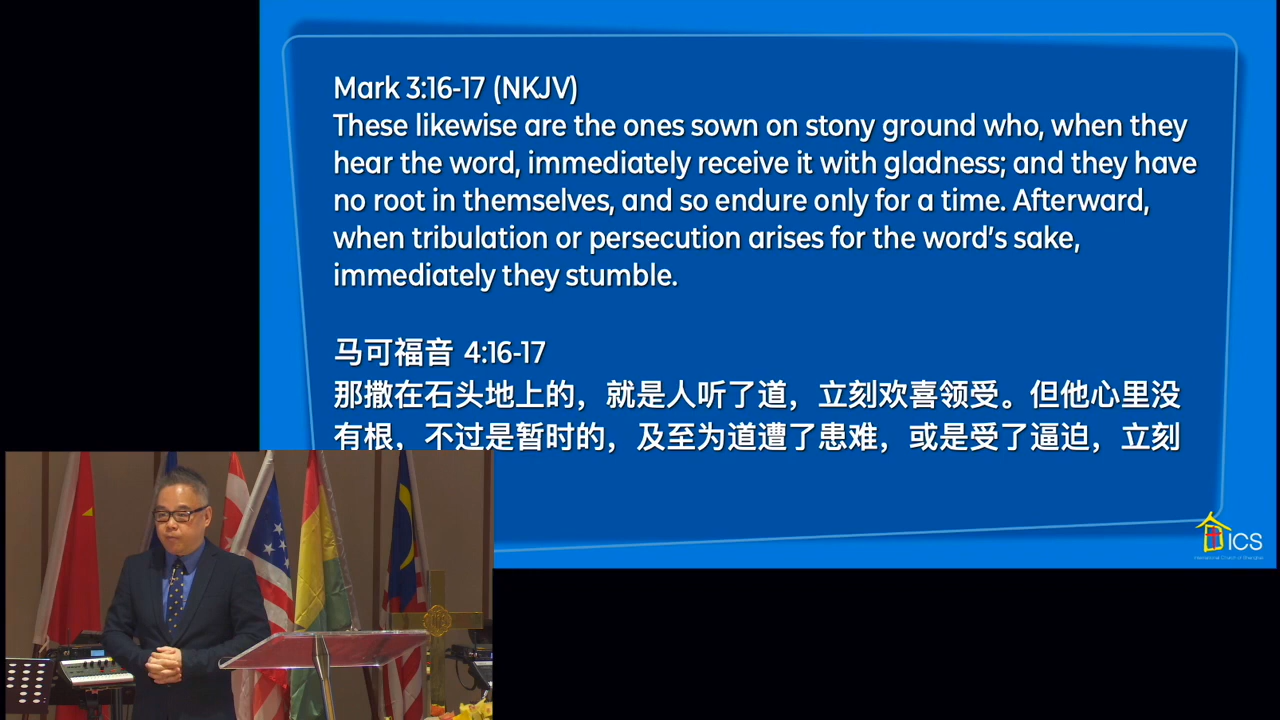 Mark 3:16-17 (NKJV)
These likewise are the ones sown on stony ground who, when they
hear the word, immediately receive it with gladness; and they have
no root in themselves, and so endure only for a time. Afterward,
when tribulation or persecution arises for the word's sake,
immediately they stumble.
马可福音 4:16-17
那撒在石头地上的，就是人听了道，立刻欢喜领受。但他心里没
有根，不过是暂时的，及至为道遭了患难，或是受了逼迫，立刻
ICS